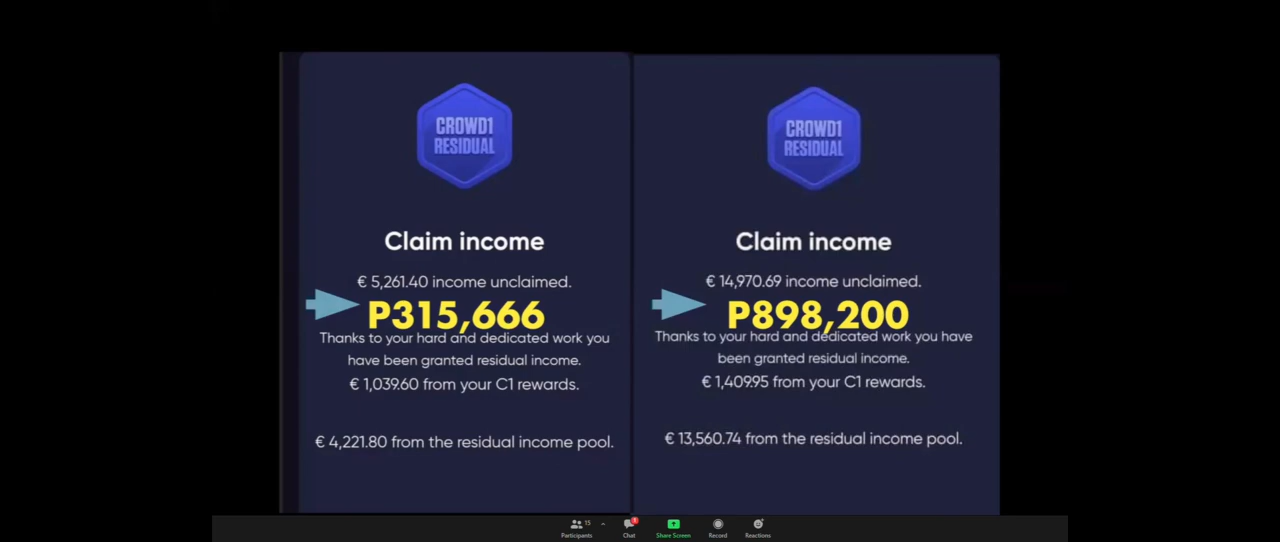 CROWD1
RESIDUAL
Claim income
€ 5,261.40 income unclaimed.
P315,666
Thanks to your hard and dedicated work you
have been granted residual income.
€ 1,039.60 from your C1 rewards.
€ 4,221.80 from the residual income pool.
CROWD1
RESIDUAL
Claim income
€ 14,970.69 income unclaimed.
P898,200
Thanks to your hard and dedicated work you have
been granted residual income.
€ 1,409.95 from your C1 rewards.
€ 13,560.74 from the residual income pool.
15
1
Participants Chat Share Screen Record Reactions